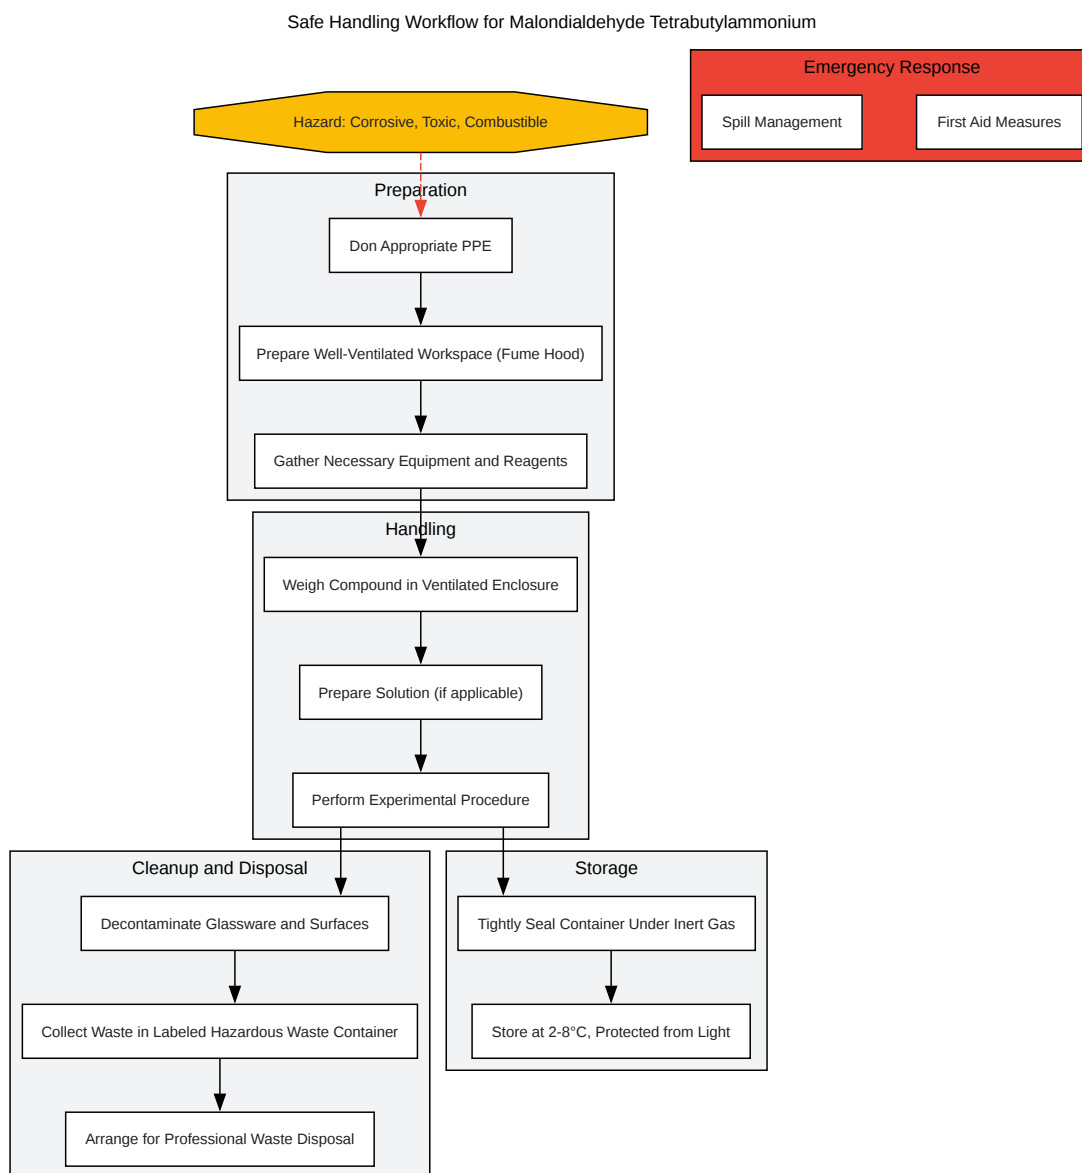 Safe Handling Workflow for Malondialdehyde Tetrabutylammonium
Emergency Response
Spill Management
First Aid Measures
Hazard: Corrosive, Toxic, Combustible
Preparation
Don Appropriate PPE
Prepare Well-Ventilated Workspace (Fume Hood)
Gather Necessary Equipment and Reagents
Handling
Weigh Compound in Ventilated Enclosure
Prepare Solution (if applicable)
Perform Experimental Procedure
Cleanup and Disposal
Decontaminate Glassware and Surfaces
Collect Waste in Labeled Hazardous Waste Container
Arrange for Professional Waste Disposal
Storage
Tightly Seal Container Under Inert Gas
Store at 2-8°C, Protected from Light